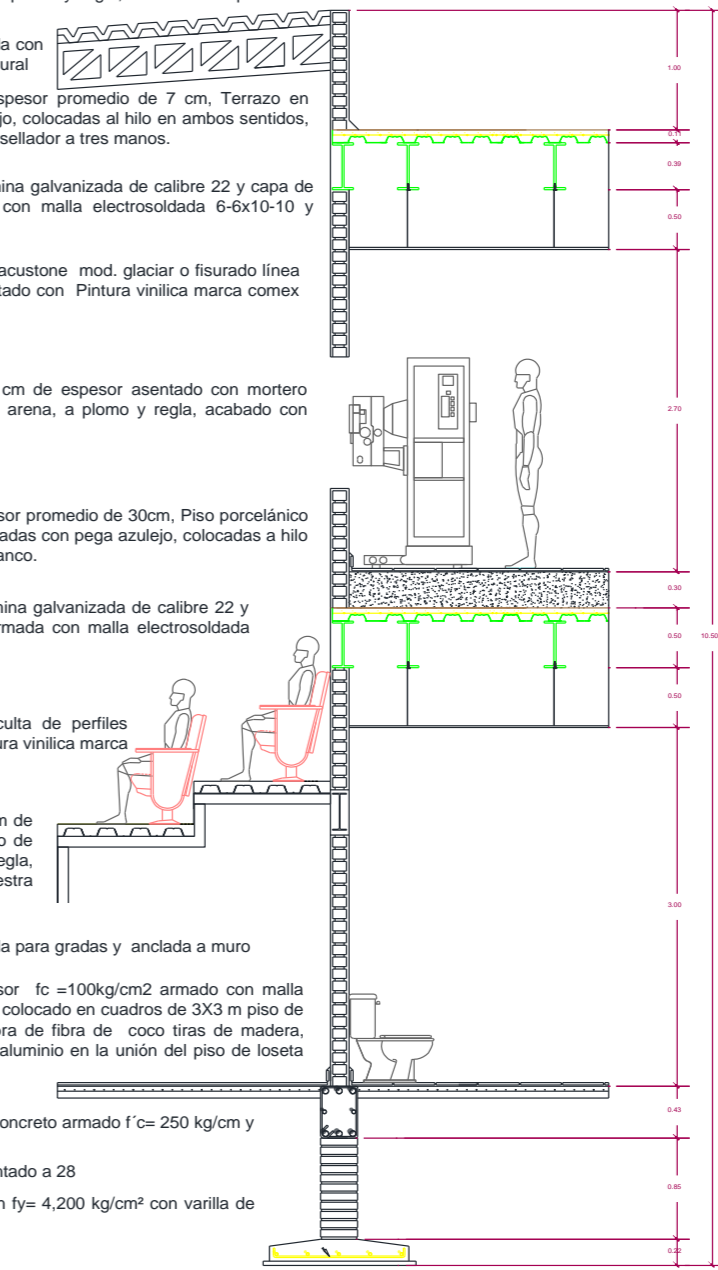 da con
ural
spesor promedio de 7 cm, Terrazo en
jo, colocadas al hilo en ambos sentidos,
sellador a tres manos.
mina galvanizada de calibre 22 y capa de
con malla electrosoldada 6-6x10-10 y
acustone mod. glaciar o fisurado línea
tado con Pintura vinilica marca comex
cm de espesor asentado con mortero
arena, a plomo y regla, acabado con
sor promedio de 30cm, Piso porcelánico
adas con pega azulejo, colocadas a hilo
anco.
mina galvanizada de calibre 22 y
rmada con malla electrosoldada
culta de perfiles
ura vinilica marca
m de
o de
egla,
estra
la para gradas y anclada a muro
sor fc =100kg/cm2 armado con malla
colocado en cuadros de 3X3 m piso de
ora de fibra de coco tiras de madera,
aluminio en la unión del piso de loseta
concreto armado f´c= 250 kg/cm y
ntado a 28
n fy= 4,200 kg/cm² con varilla de
1.00
0.11
0.39
0.50
2.70
0.30
0.50
10.50
0.50
3.00
0.43
0.85
0.22